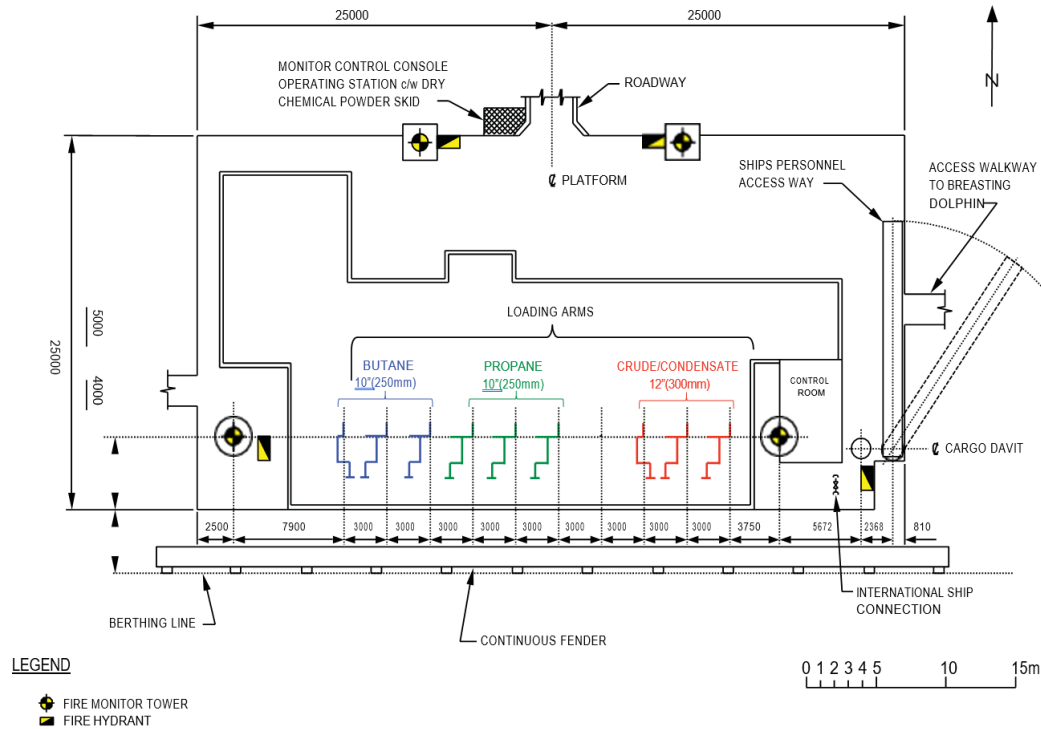 25000
25000
MONITOR CONTROL CONSOLE
OPERATING STATION c/w DRY
CHEMICAL POWDER SKID
ROADWAY
N
℄ PLATFORM
SHIPS PERSONNEL
ACCESS WAY
ACCESS WALKWAY
TO BREASTING
DOLPHIN
25000
5000
4000
LOADING ARMS
BUTANE
10"(250mm)
PROPANE
10"(250mm)
CRUDE/CONDENSATE
12"(300mm)
CONTROL
ROOM
℄ CARGO DAVIT
2500
7900
3000
3000
3000
3000
3000
3000
3000
3000
3000
3750
5672
2368
810
BERTHING LINE
CONTINUOUS FENDER
INTERNATIONAL SHIP
CONNECTION
LEGEND
FIRE MONITOR TOWER
FIRE HYDRANT
0 1 2 3 4 5 10 15m